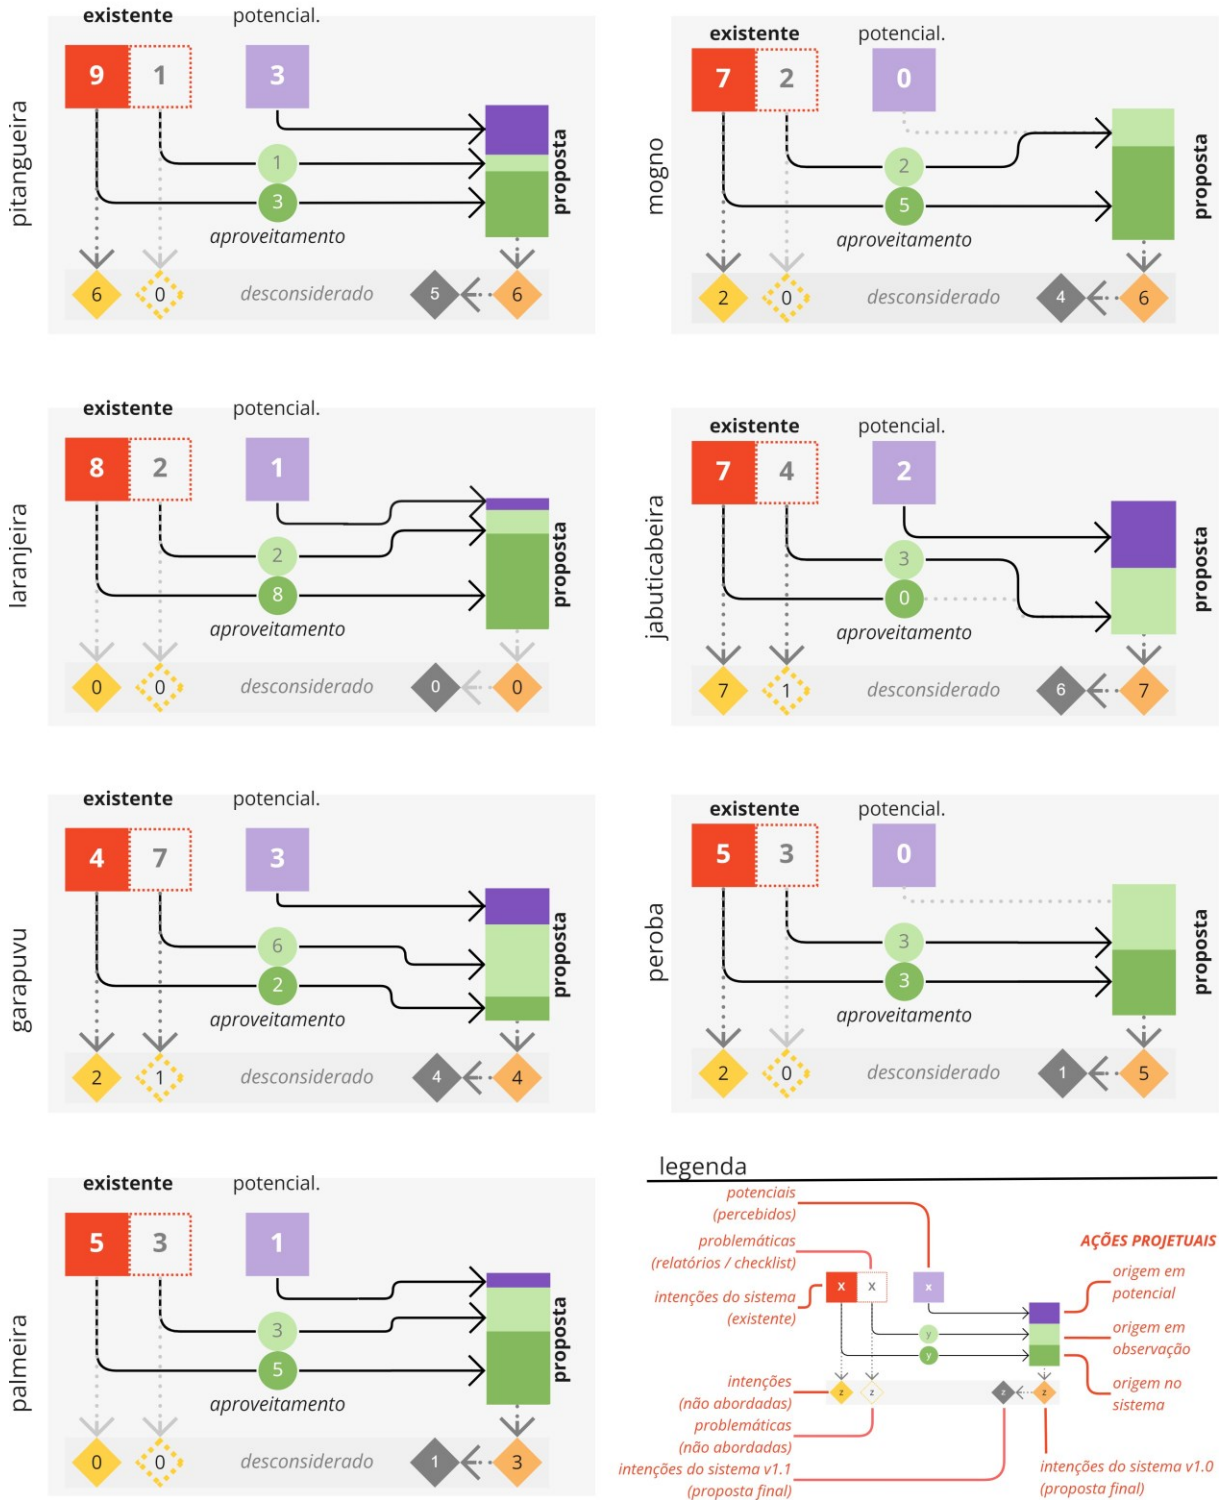 existente potencial.
pitangueira
9 1 3
1
3
aproveitamento
proposta
6 0 desconsiderado 5 6
existente potencial.
mogno
7 2 0
2
5
aproveitamento
proposta
2 0 desconsiderado 4 6
existente potencial.
laranjeira
8 2 1
2
8
aproveitamento
proposta
0 0 desconsiderado 0 0
existente potencial.
jabuticabeira
7 4 2
3
0
aproveitamento
proposta
7 1 desconsiderado 6 7
existente potencial.
garapuvu
4 7 3
6
2
aproveitamento
proposta
2 1 desconsiderado 4 4
existente potencial.
peroba
5 3 0
3
3
aproveitamento
proposta
2 0 desconsiderado 1 5
existente potencial.
palmeira
5 3 1
3
5
aproveitamento
proposta
0 0 desconsiderado 1 3
legenda
potenciais
(percebidos)
problemáticas
(relatórios / checklist)
intenções do sistema
(existente)
x x x
y
y
z z z z
AÇÕES PROJETUAIS
origem em
potencial
origem em
observação
origem no
sistema
intenções
(não abordadas)
problemáticas
(não abordadas)
intenções do sistema v1.1
(proposta final)
intenções do sistema v1.0
(proposta final)